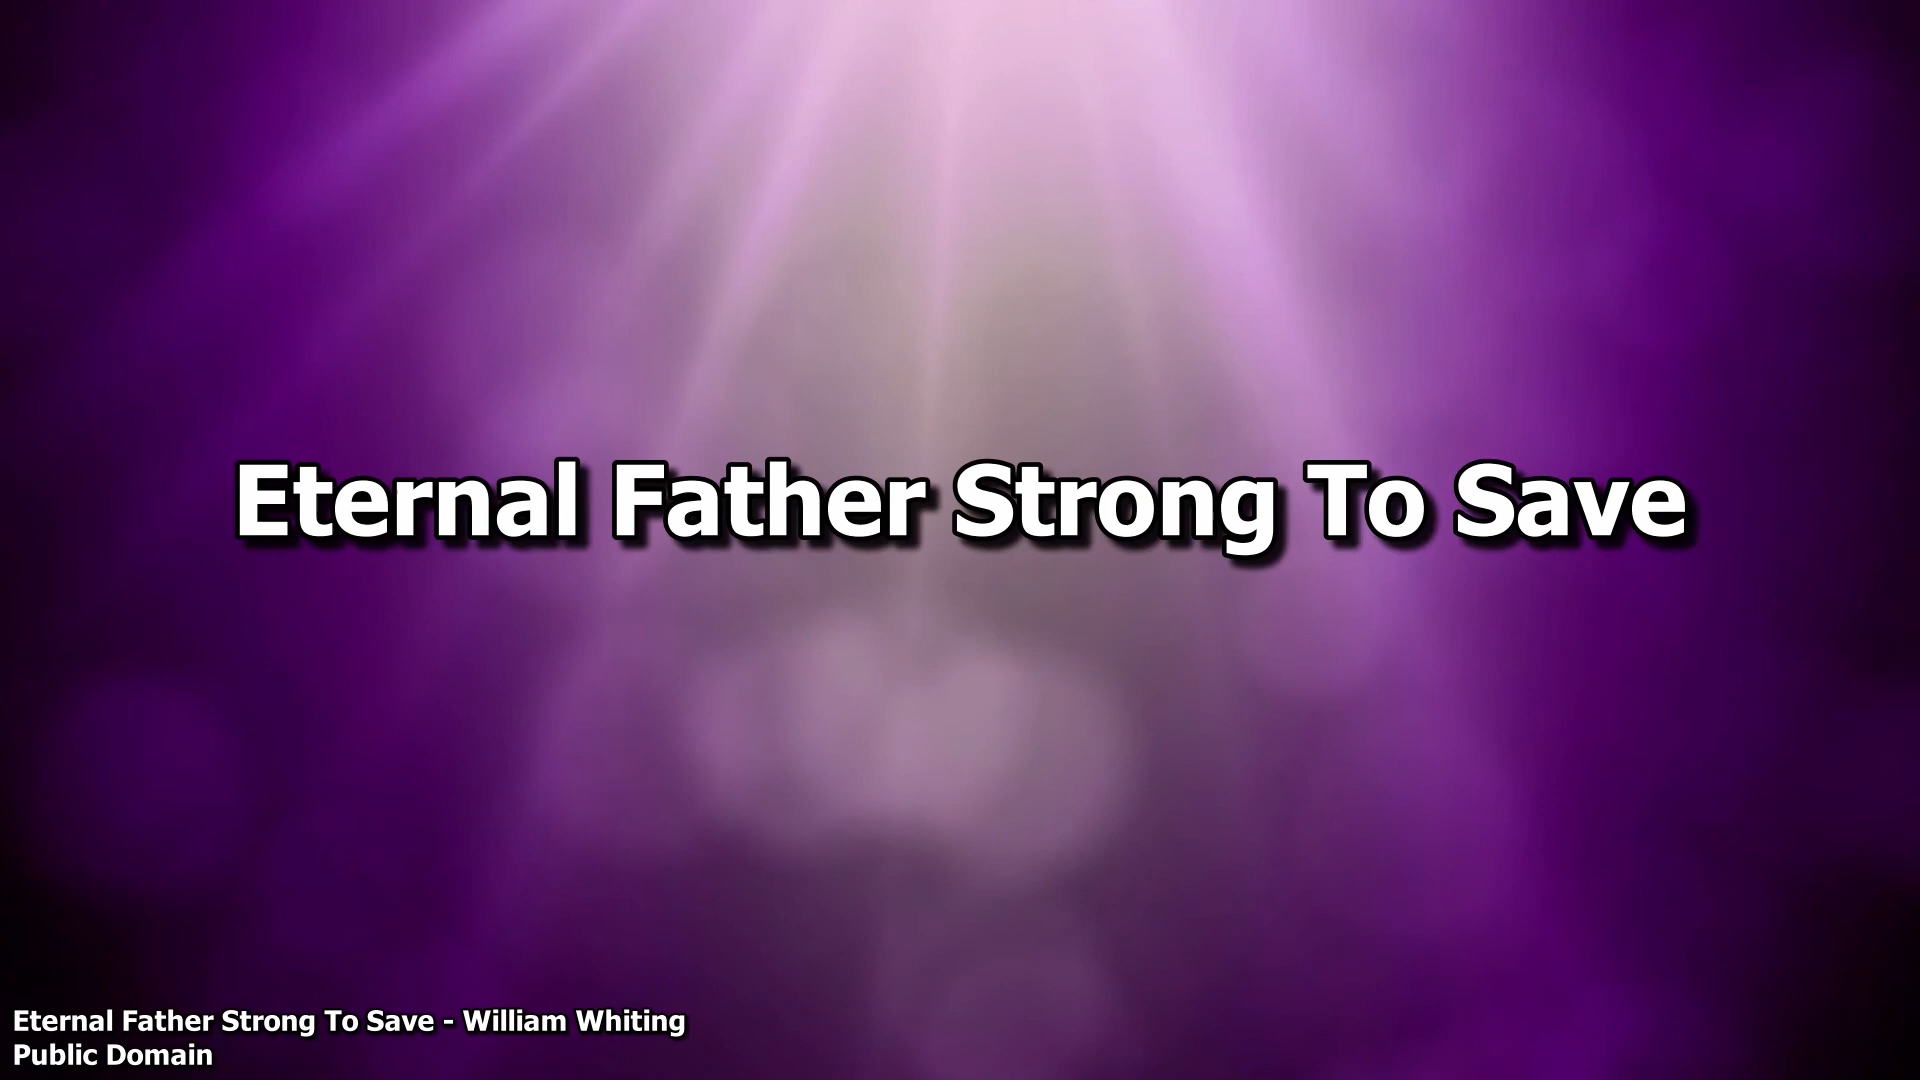 Eternal Father Strong To Save
Eternal Father Strong To Save - William Whiting
Public Domain